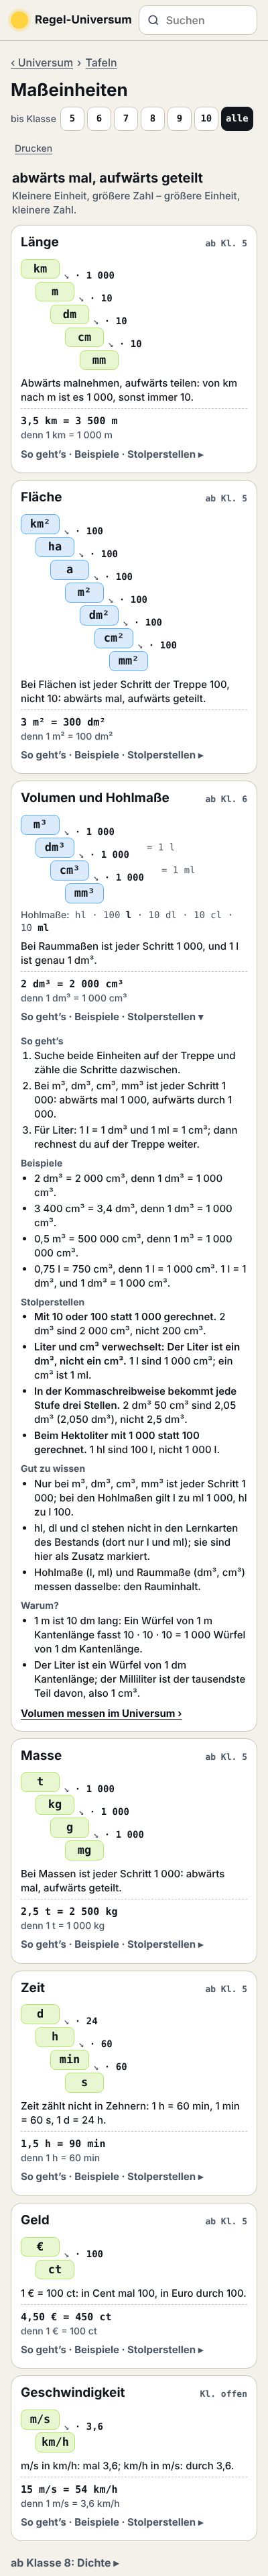 Regel-Universum
Suchen
‹ Universum › Tafeln
Maßeinheiten
bis Klasse 5 6 7 8 9 10 alle
Drucken
abwärts mal, aufwärts geteilt
Kleinere Einheit, größere Zahl – größere Einheit,
kleinere Zahl.
Länge ab Kl. 5
km
↘ · 1 000
m
↘ · 10
dm
↘ · 10
cm
↘ · 10
mm
Abwärts malnehmen, aufwärts teilen: von km
nach m ist es 1 000, sonst immer 10.
3,5 km = 3 500 m
denn 1 km = 1 000 m
So geht's · Beispiele · Stolperstellen ▸
Fläche ab Kl. 5
km²
↘ · 100
ha
↘ · 100
a
↘ · 100
m²
↘ · 100
dm²
↘ · 100
cm²
↘ · 100
mm²
Bei Flächen ist jeder Schritt der Treppe 100,
nicht 10: abwärts mal, aufwärts geteilt.
3 m² = 300 dm²
denn 1 m² = 100 dm²
So geht's · Beispiele · Stolperstellen ▸
Volumen und Hohlmaße ab Kl. 6
m³
↘ · 1 000
dm³ = 1 l
↘ · 1 000
cm³ = 1 ml
↘ · 1 000
mm³
Hohlmaße: hl · 100 l · 10 dl · 10 cl ·
10 ml
Bei Raummaßen ist jeder Schritt 1 000, und 1 l
ist genau 1 dm³.
2 dm³ = 2 000 cm³
denn 1 dm³ = 1 000 cm³
So geht's · Beispiele · Stolperstellen ▾
So geht's
1. Suche beide Einheiten auf der Treppe und
zähle die Schritte dazwischen.
2. Bei m³, dm³, cm³, mm³ ist jeder Schritt 1
000: abwärts mal 1 000, aufwärts durch 1
000.
3. Für Liter: 1 l = 1 dm³ und 1 ml = 1 cm³; dann
rechnest du auf der Treppe weiter.
Beispiele
• 2 dm³ = 2 000 cm³, denn 1 dm³ = 1 000
cm³.
• 3 400 cm³ = 3,4 dm³, denn 1 dm³ = 1 000
cm³.
• 0,5 m³ = 500 000 cm³, denn 1 m³ = 1 000
000 cm³.
• 0,75 l = 750 cm³, denn 1 l = 1 000 cm³. 1 l = 1
dm³, und 1 dm³ = 1 000 cm³.
Stolperstellen
• Mit 10 oder 100 statt 1 000 gerechnet. 2
dm³ sind 2 000 cm³, nicht 200 cm³.
• Liter und cm³ verwechselt: Der Liter ist ein
dm³, nicht ein cm³. 1 l sind 1 000 cm³; ein
cm³ ist 1 ml.
• In der Kommaschreibweise bekommt jede
Stufe drei Stellen. 2 dm³ 50 cm³ sind 2,05
dm³ (2,050 dm³), nicht 2,5 dm³.
• Beim Hektoliter mit 1 000 statt 100
gerechnet. 1 hl sind 100 l, nicht 1 000 l.
Gut zu wissen
• Nur bei m³, dm³, cm³, mm³ ist jeder Schritt 1
000; bei den Hohlmaßen gilt l zu ml 1 000, hl
zu l 100.
• hl, dl und cl stehen nicht in den Lernkarten
des Bestands (dort nur l und ml); sie sind
hier als Zusatz markiert.
• Hohlmaße (l, ml) und Raummaße (dm³, cm³)
messen dasselbe: den Rauminhalt.
Warum?
• 1 m ist 10 dm lang: Ein Würfel von 1 m
Kantenlänge fasst 10 · 10 · 10 = 1 000 Würfel
von 1 dm Kantenlänge.
• Der Liter ist ein Würfel von 1 dm
Kantenlänge; der Milliliter ist der tausendste
Teil davon, also 1 cm³.
Volumen messen im Universum ›
Masse ab Kl. 5
t
↘ · 1 000
kg
↘ · 1 000
g
↘ · 1 000
mg
Bei Massen ist jeder Schritt 1 000: abwärts
mal, aufwärts geteilt.
2,5 t = 2 500 kg
denn 1 t = 1 000 kg
So geht's · Beispiele · Stolperstellen ▸
Zeit ab Kl. 5
d
↘ · 24
h
↘ · 60
min
↘ · 60
s
Zeit zählt nicht in Zehnern: 1 h = 60 min, 1 min
= 60 s, 1 d = 24 h.
1,5 h = 90 min
denn 1 h = 60 min
So geht's · Beispiele · Stolperstellen ▸
Geld ab Kl. 5
€
↘ · 100
ct
1 € = 100 ct: in Cent mal 100, in Euro durch 100.
4,50 € = 450 ct
denn 1 € = 100 ct
So geht's · Beispiele · Stolperstellen ▸
Geschwindigkeit Kl. offen
m/s
↘ · 3,6
km/h
m/s in km/h: mal 3,6; km/h in m/s: durch 3,6.
15 m/s = 54 km/h
denn 1 m/s = 3,6 km/h
So geht's · Beispiele · Stolperstellen ▸
ab Klasse 8: Dichte ▸